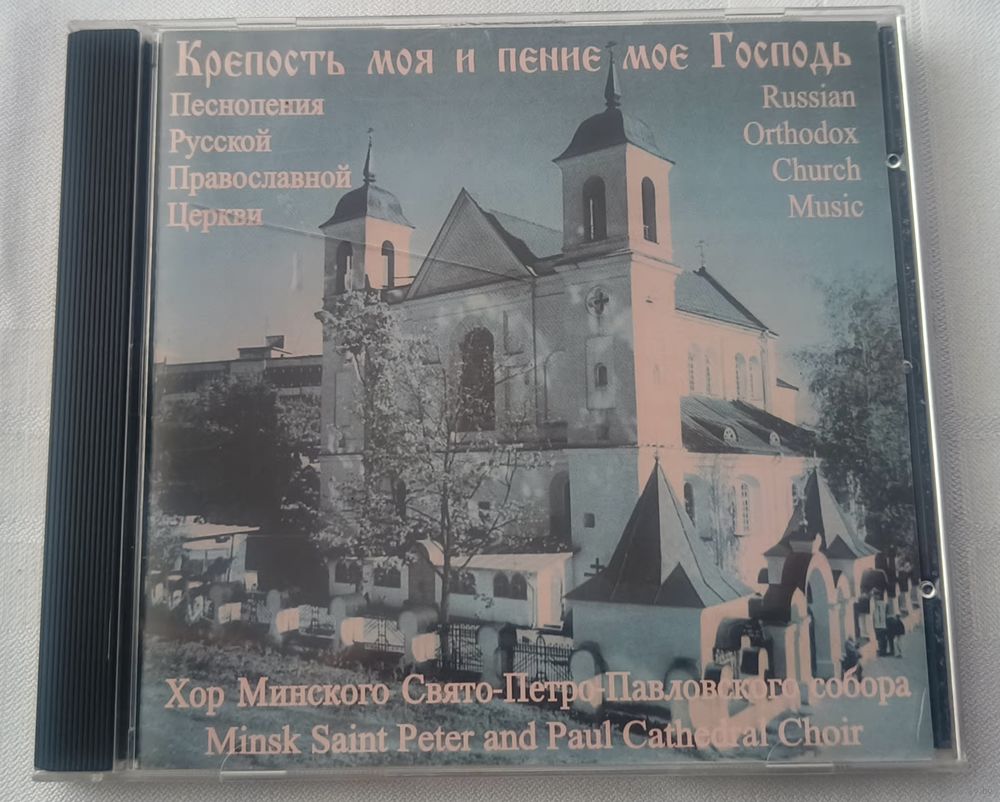 Крепость моя и пение мое Господь
Песнопения
Русской
Православной
Церкви
Russian
Orthodox
Church
Music
Хор Минского Свято-Петро-Павловского собора
Minsk Saint Peter and Paul Cathedral Choir